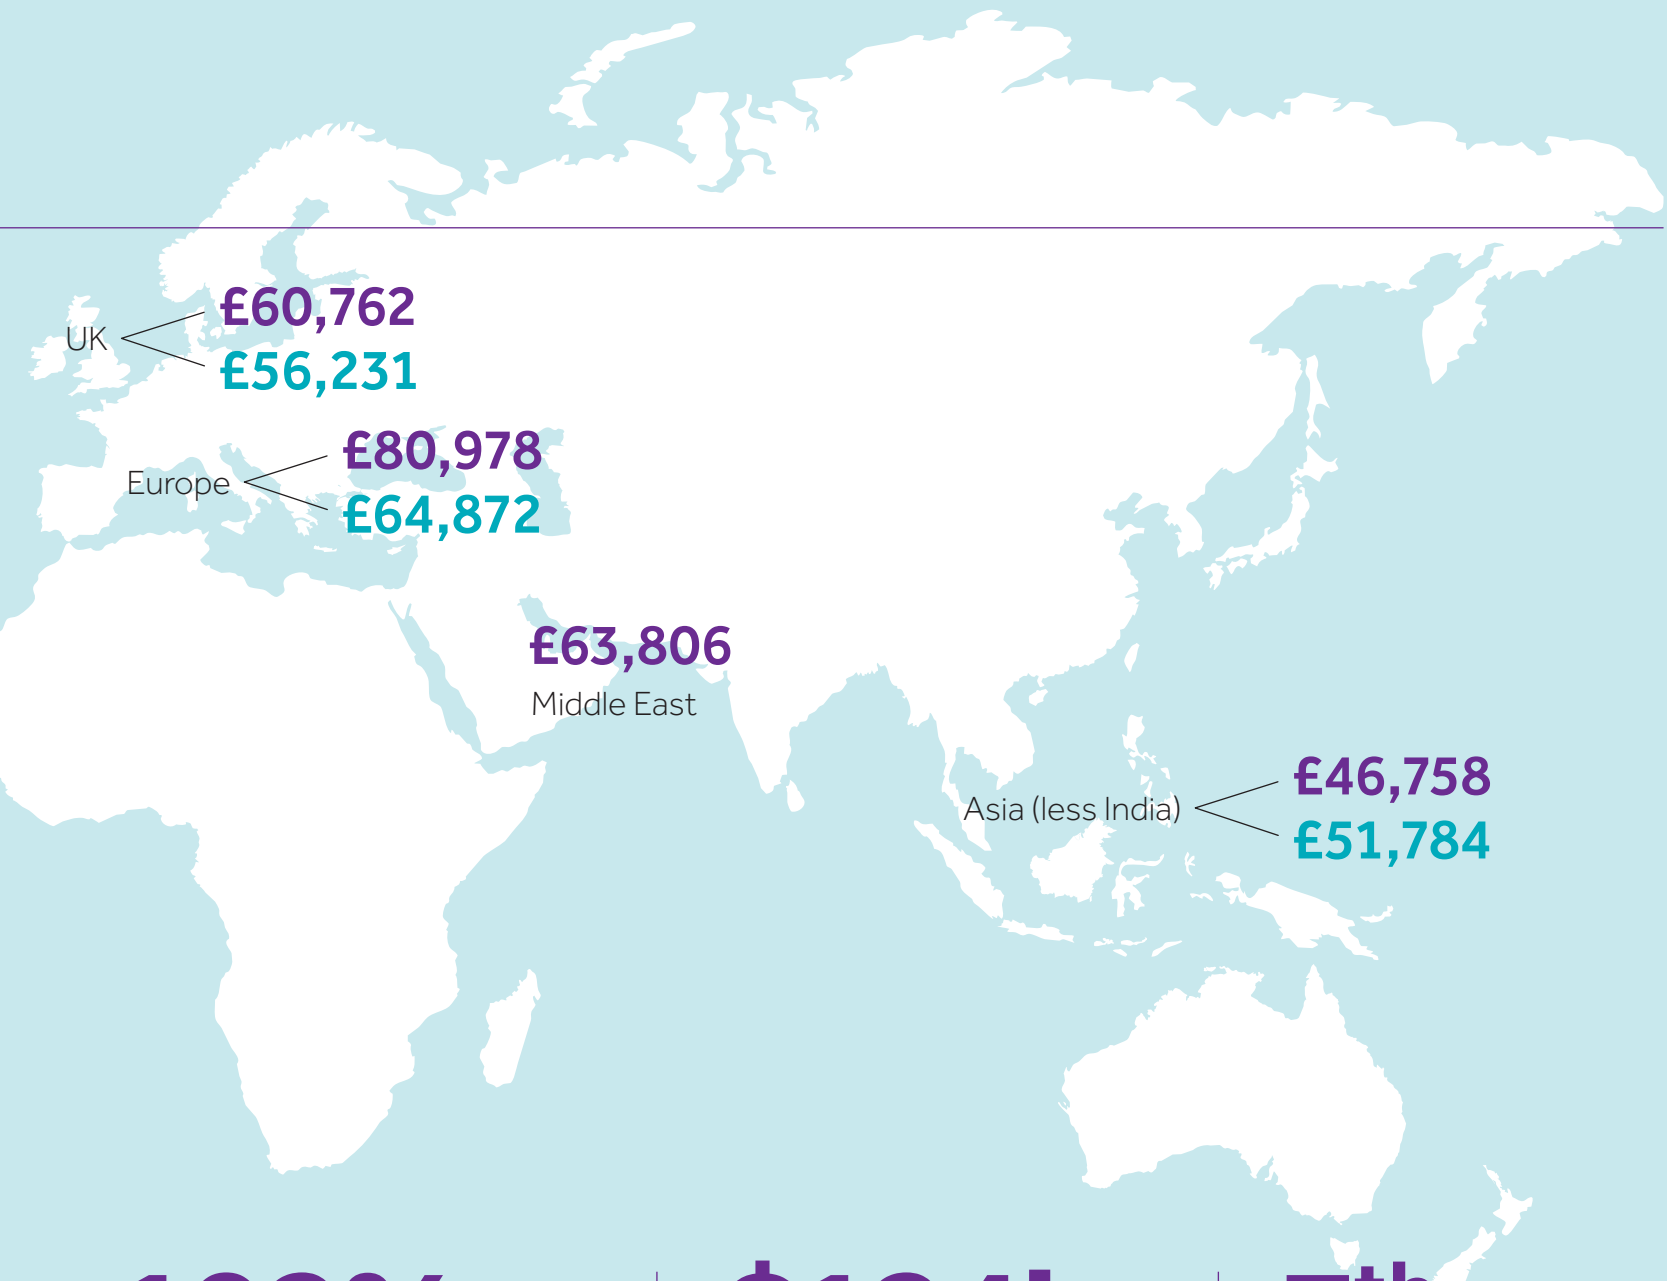 £60,762
UK
£56,231
£80,978
Europe
£64,872
£63,806
Middle East
£46,758
Asia (less India)
£51,784